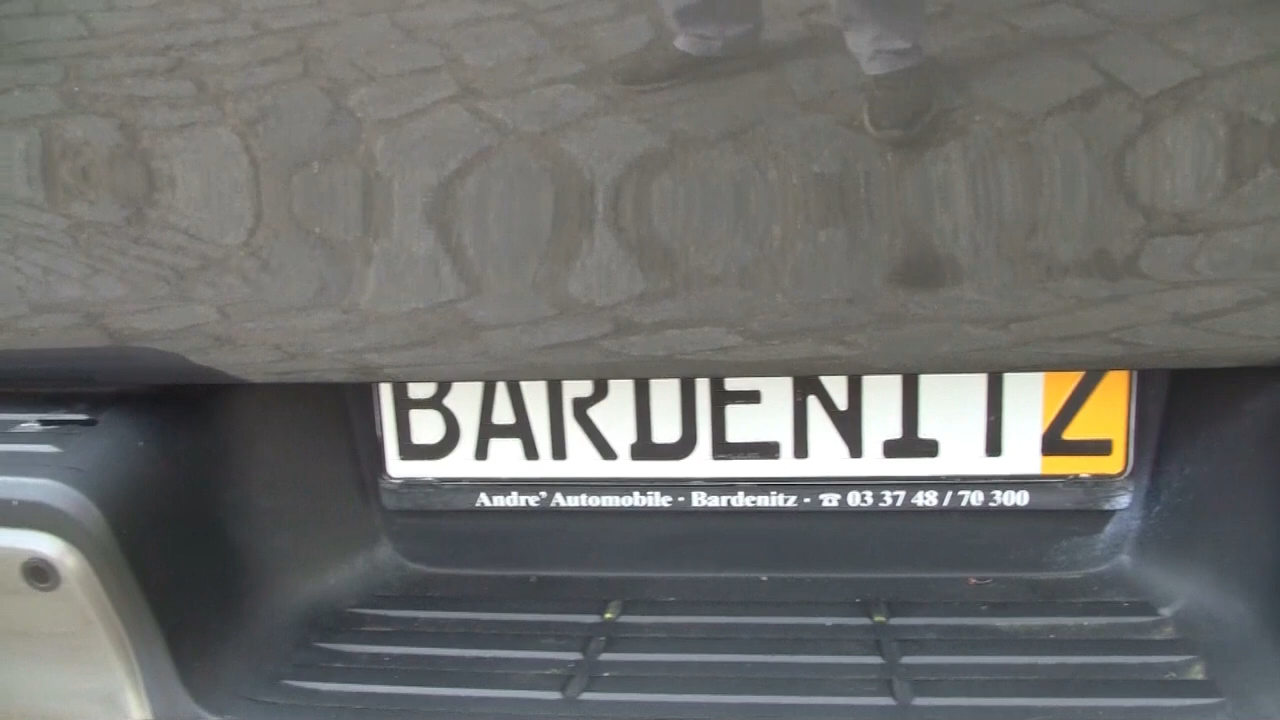 BARDENITZ
Andre' Automobile · Bardenitz · ☎ 03 37 48 / 70 300